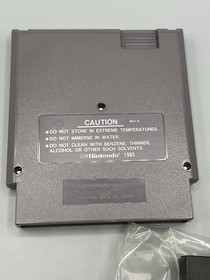 CAUTION
•DO NOT STORE IN EXTREME TEMPERATURES.
•DO NOT IMMERSE IN WATER.
•DO NOT CLEAN WITH BENZENE, THINNER,
ALCOHOL OR OTHER SUCH SOLVENTS.
Nintendo 1985